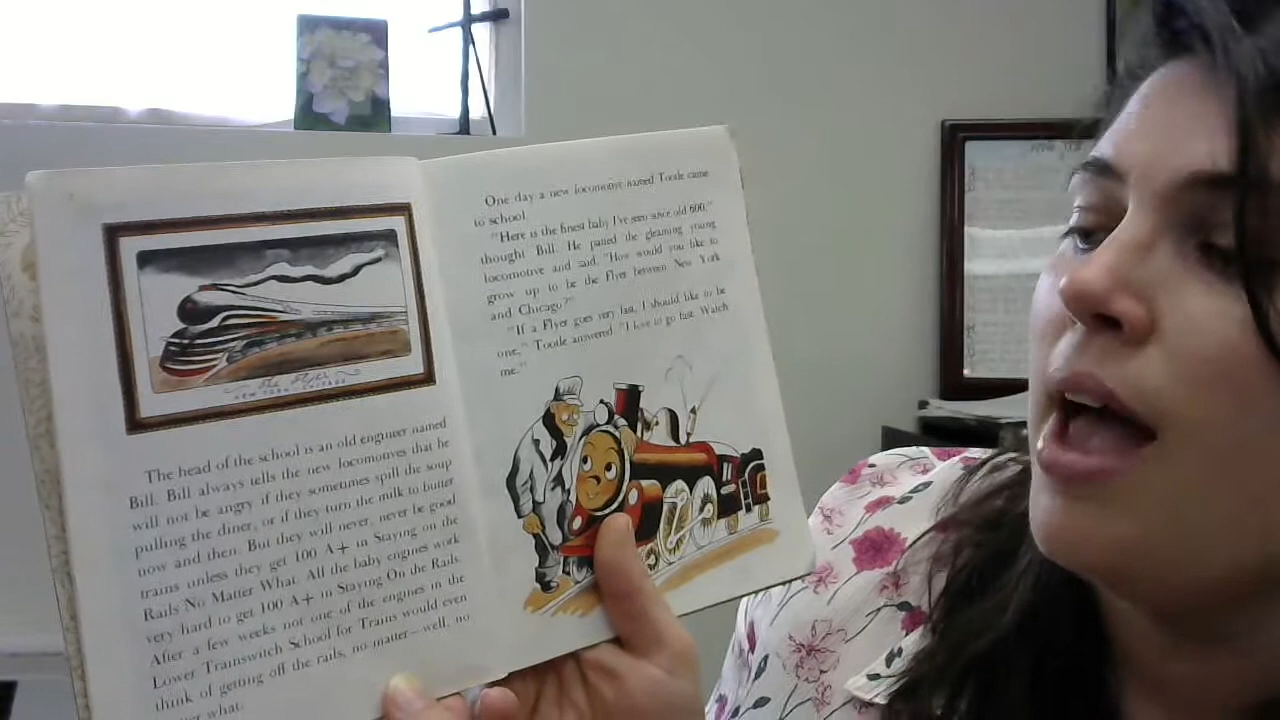 The Flyer
NEW YORK - CHICAGO
The head of the school is an old engineer named
Bill. Bill always tells the new locomotives that he
will not be angry if they sometimes spill the soup
pulling the diner, or if they turn the milk to butter
now and then. But they will never, never be good
trains unless they get 100 A+ in Staying on the
Rails No Matter What. All the baby engines work
very hard to get 100 A+ in Staying On the Rails.
After a few weeks not one of the engines in the
Lower Trainswitch School for Trains would even
think of getting off the rails, no matter—well, no
what.
One day a new locomotive named Tootle came
to school.
"Here is the finest baby I've seen since old 600,"
thought Bill. He patted the gleaming young
locomotive and said, "How would you like to
grow up to be the Flyer between New York
and Chicago?"
"If a Flyer goes very fast, I should like to be
one," Tootle answered. "I love to go fast. Watch
me."